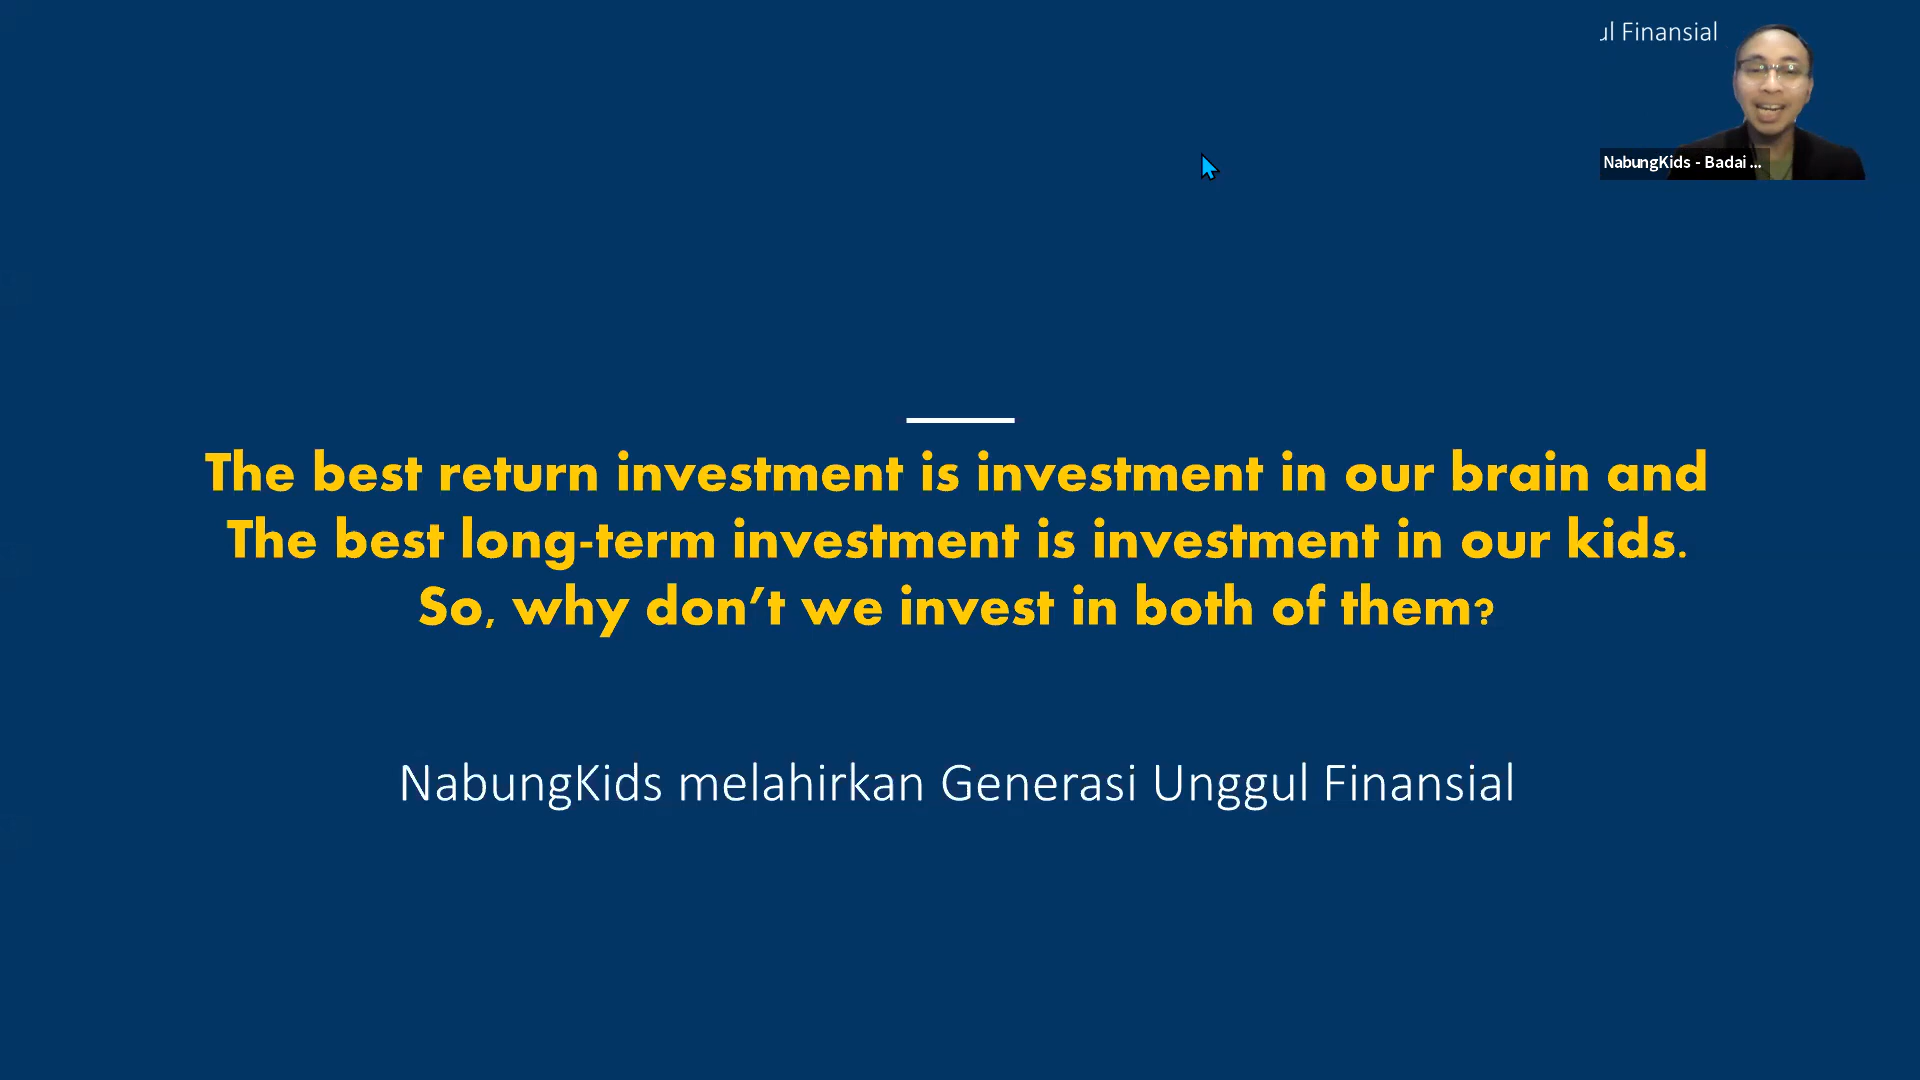 ul Finansial
NabungKids - Badai ...
The best return investment is investment in our brain and
The best long-term investment is investment in our kids.
So, why don’t we invest in both of them?
NabungKids melahirkan Generasi Unggul Finansial